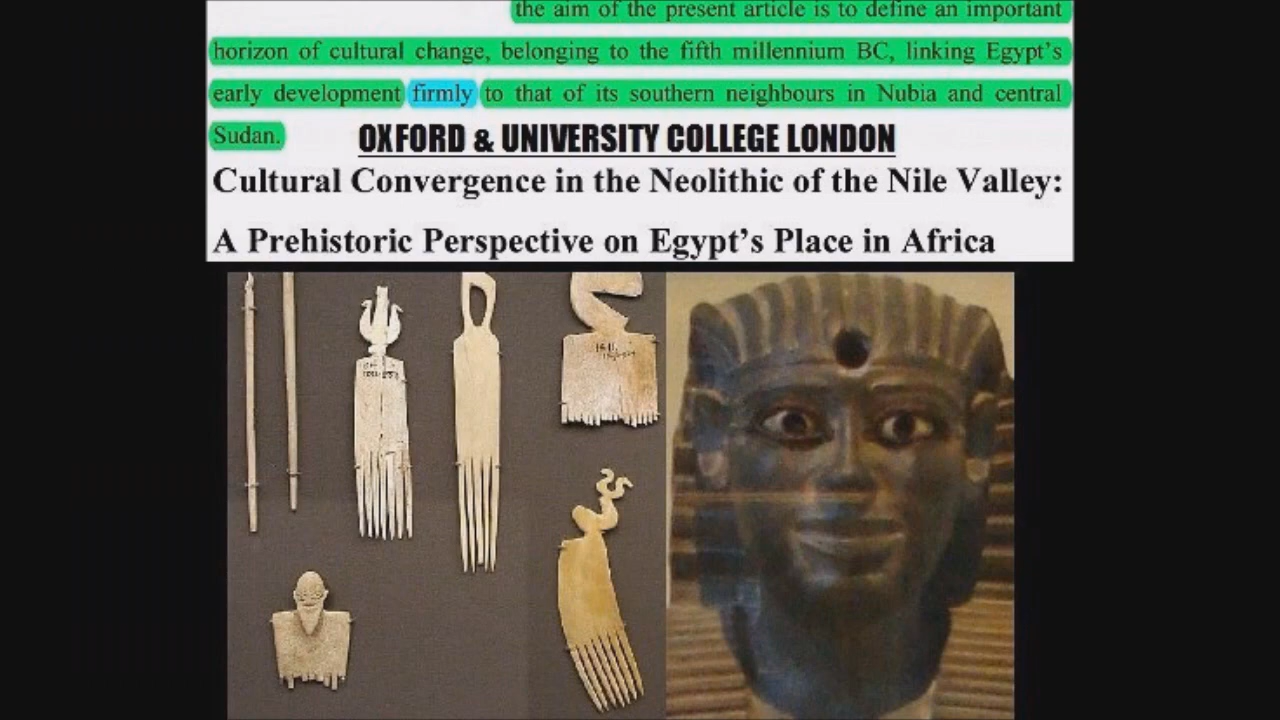 the aim of the present article is to define an important
horizon of cultural change, belonging to the fifth millennium BC, linking Egypt's
early development firmly to that of its southern neighbours in Nubia and central
Sudan.
OXFORD & UNIVERSITY COLLEGE LONDON
Cultural Convergence in the Neolithic of the Nile Valley:
A Prehistoric Perspective on Egypt's Place in Africa